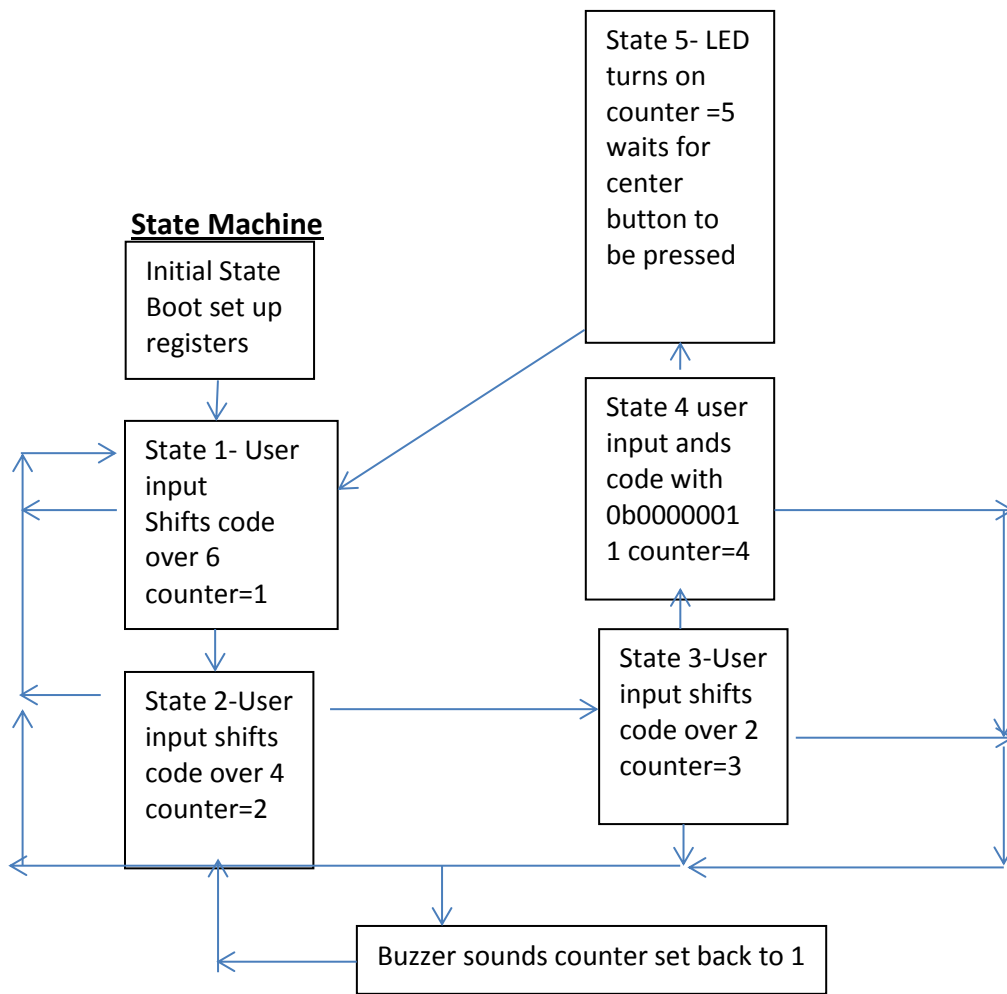 State Machine
Initial State
Boot set up
registers
State 1- User
input
Shifts code
over 6
counter=1
State 2-User
input shifts
code over 4
counter=2
State 3-User
input shifts
code over 2
counter=3
State 4 user
input ands
code with
0b0000001
1 counter=4
State 5- LED
turns on
counter =5
waits for
center
button to
be pressed
Buzzer sounds counter set back to 1